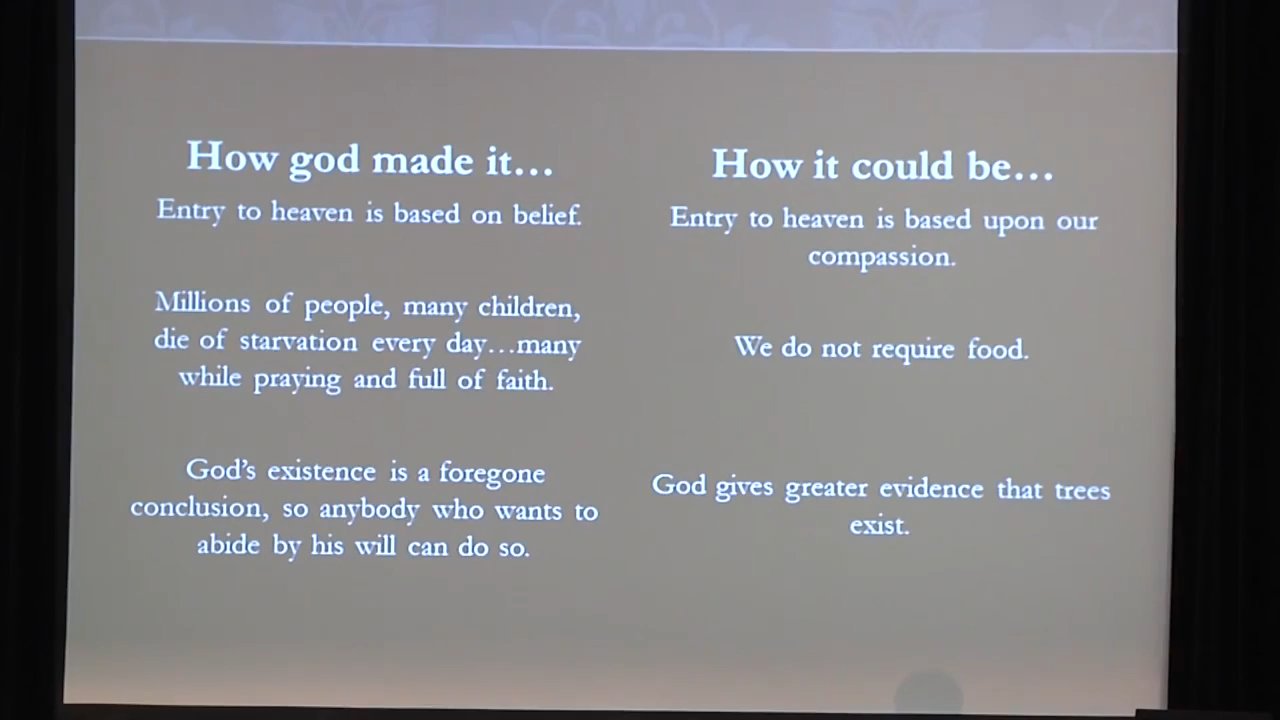 How god made it...
Entry to heaven is based on belief.
Millions of people, many children,
die of starvation every day...many
while praying and full of faith.
God's existence is a foregone
conclusion, so anybody who wants to
abide by his will can do so.
How it could be...
Entry to heaven is based upon our
compassion.
We do not require food.
God gives greater evidence that trees
exist.